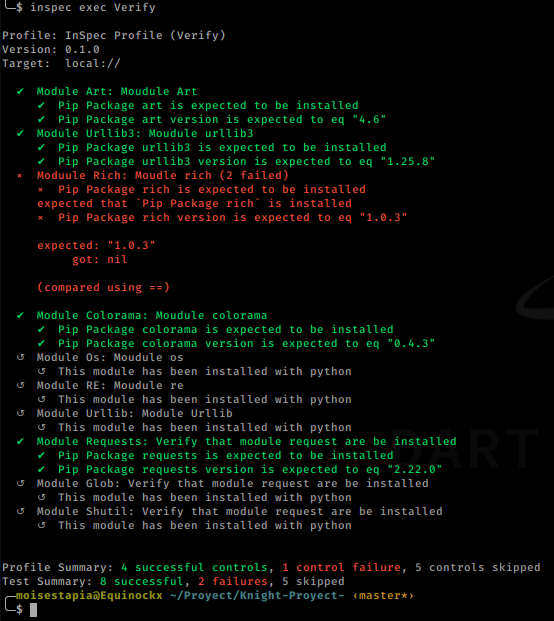 └─$ inspec exec Verify
Profile: InSpec Profile (Verify)
Version: 0.1.0
Target:  local://
✔  Module Art: Moudule Art
✔  Pip Package art is expected to be installed
✔  Pip Package art version is expected to eq "4.6"
✔  Module Urllib3: Moudule urllib3
✔  Pip Package urllib3 is expected to be installed
✔  Pip Package urllib3 version is expected to eq "1.25.8"
×  Moduule Rich: Moudle rich (2 failed)
×  Pip Package rich is expected to be installed
expected that `Pip Package rich` is installed
×  Pip Package rich version is expected to eq "1.0.3"
expected: "1.0.3"
got: nil
(compared using ==)
✔  Module Colorama: Moudule colorama
✔  Pip Package colorama is expected to be installed
✔  Pip Package colorama version is expected to eq "0.4.3"
↺  Module Os: Moudule os
↺  This module has been installed with python
↺  Module RE: Moudule re
↺  This module has been installed with python
↺  Module Urllib: Module Urllib
↺  This module has been installed with python
✔  Module Requests: Verify that module request are be installed
✔  Pip Package requests is expected to be installed
✔  Pip Package requests version is expected to eq "2.22.0"
↺  Module Glob: Verify that module request are be installed
↺  This module has been installed with python
↺  Module Shutil: Verify that module request are be installed
↺  This module has been installed with python
DART
Profile Summary: 4 successful controls, 1 control failure, 5 controls skipped
Test Summary: 8 successful, 2 failures, 5 skipped
┌─moisestapia@Equinockx ~/Proyect/Knight-Proyect- ‹master*›
└─$